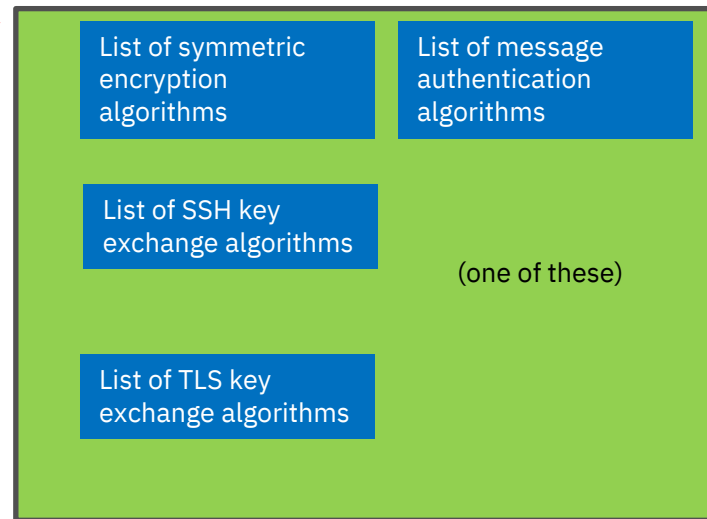 List of symmetric
encryption
algorithms
List of message
authentication
algorithms
List of SSH key
exchange algorithms
(one of these)
List of TLS key
exchange algorithms